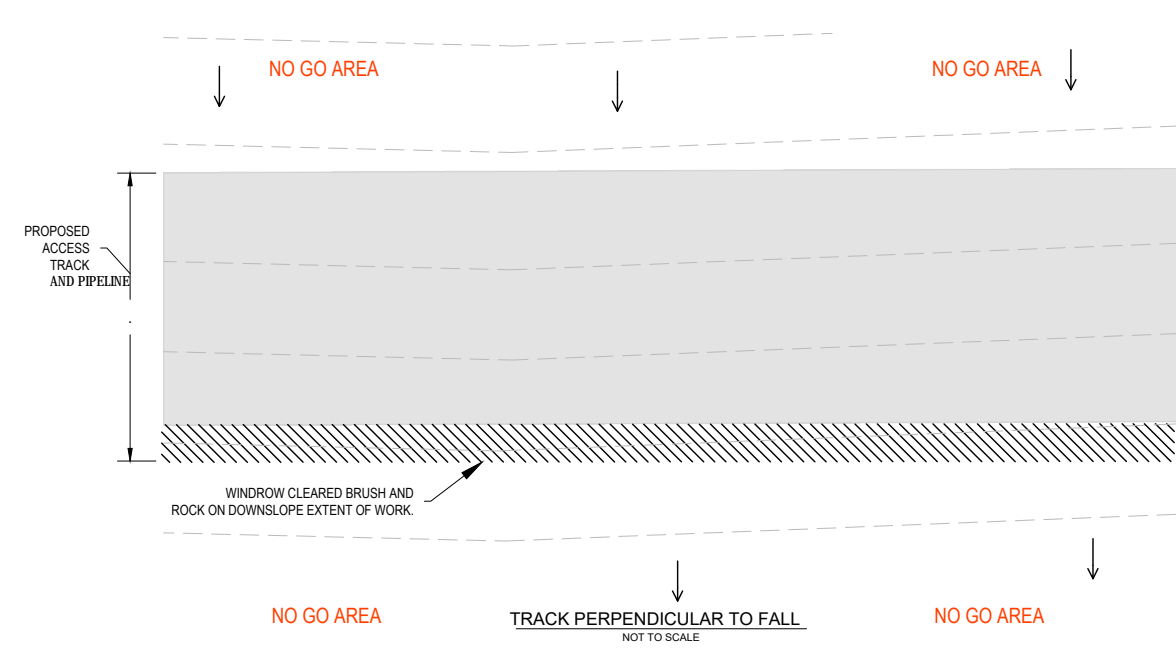 NO GO AREA
NO GO AREA
PROPOSED
ACCESS
TRACK
AND PIPELINE
WINDROW CLEARED BRUSH AND
ROCK ON DOWNSLOPE EXTENT OF WORK.
NO GO AREA
TRACK PERPENDICULAR TO FALL
NOT TO SCALE
NO GO AREA